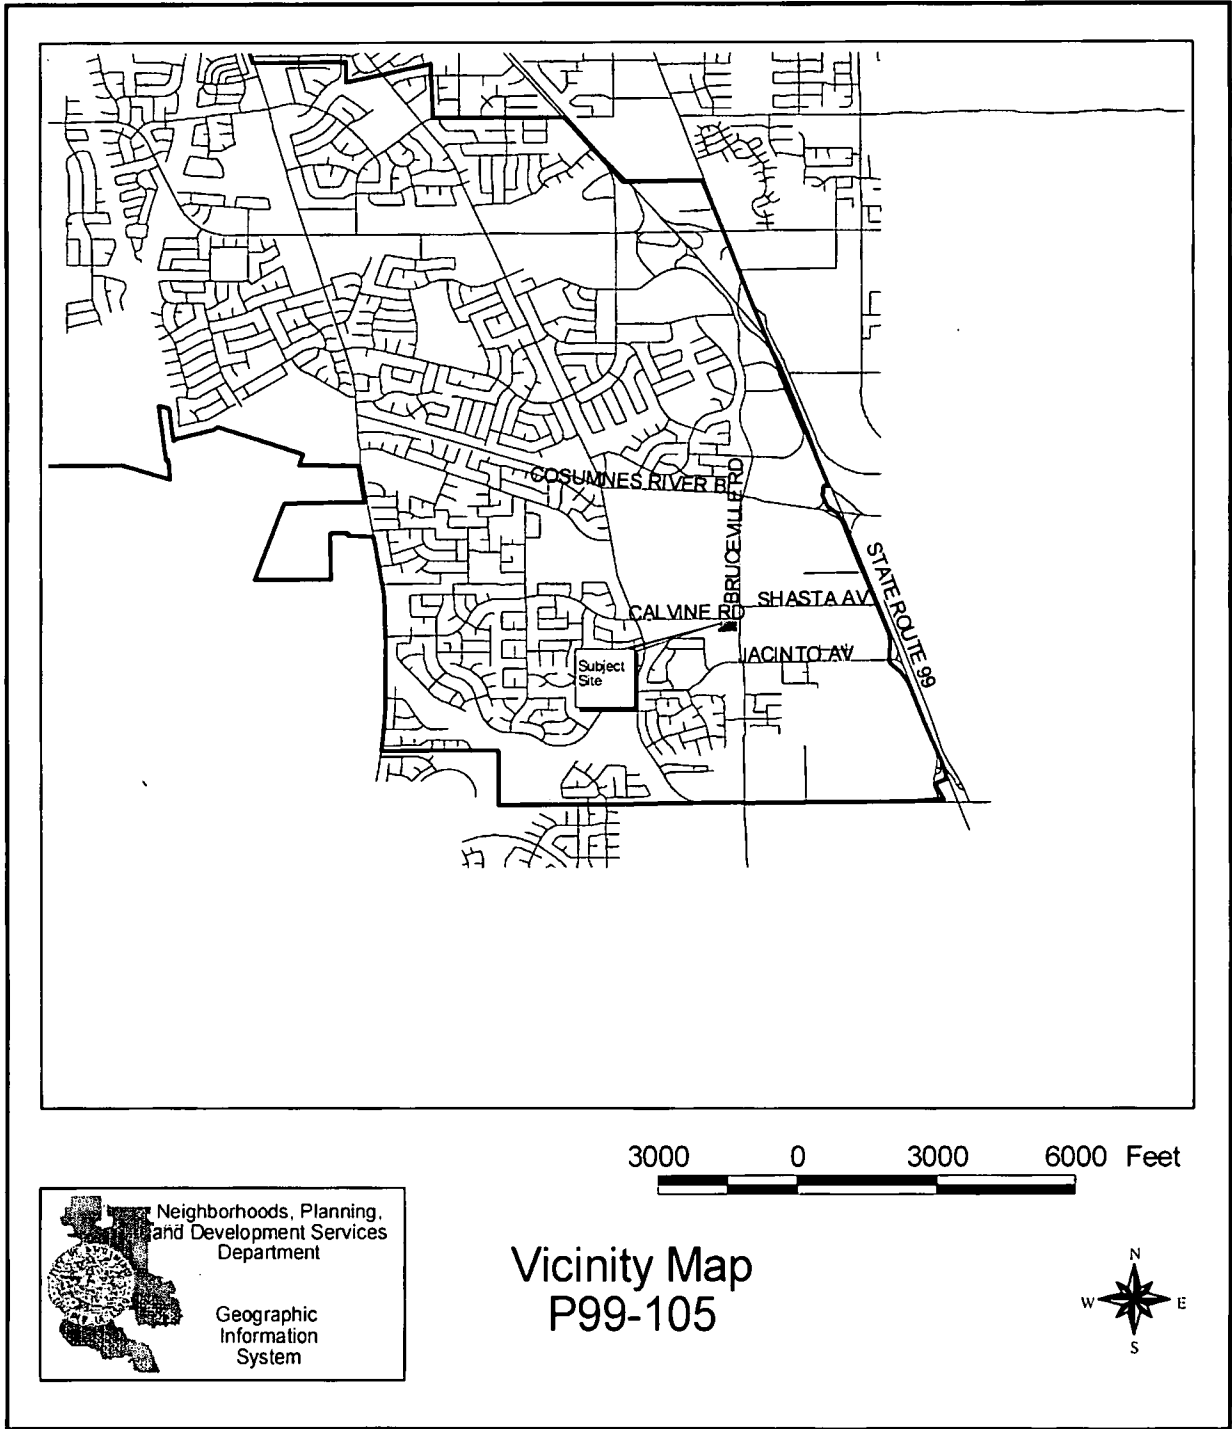 COSUMNES RIVER B
BRUCEVILLE RD
STATE ROUTE 99
SHASTA AV
CALVINE RD
JACINTO AV
Subject
Site
3000 0 3000 6000 Feet
Neighborhoods, Planning,
and Development Services
Department
Geographic
Information
System
Vicinity Map
P99-105
N
W E
S